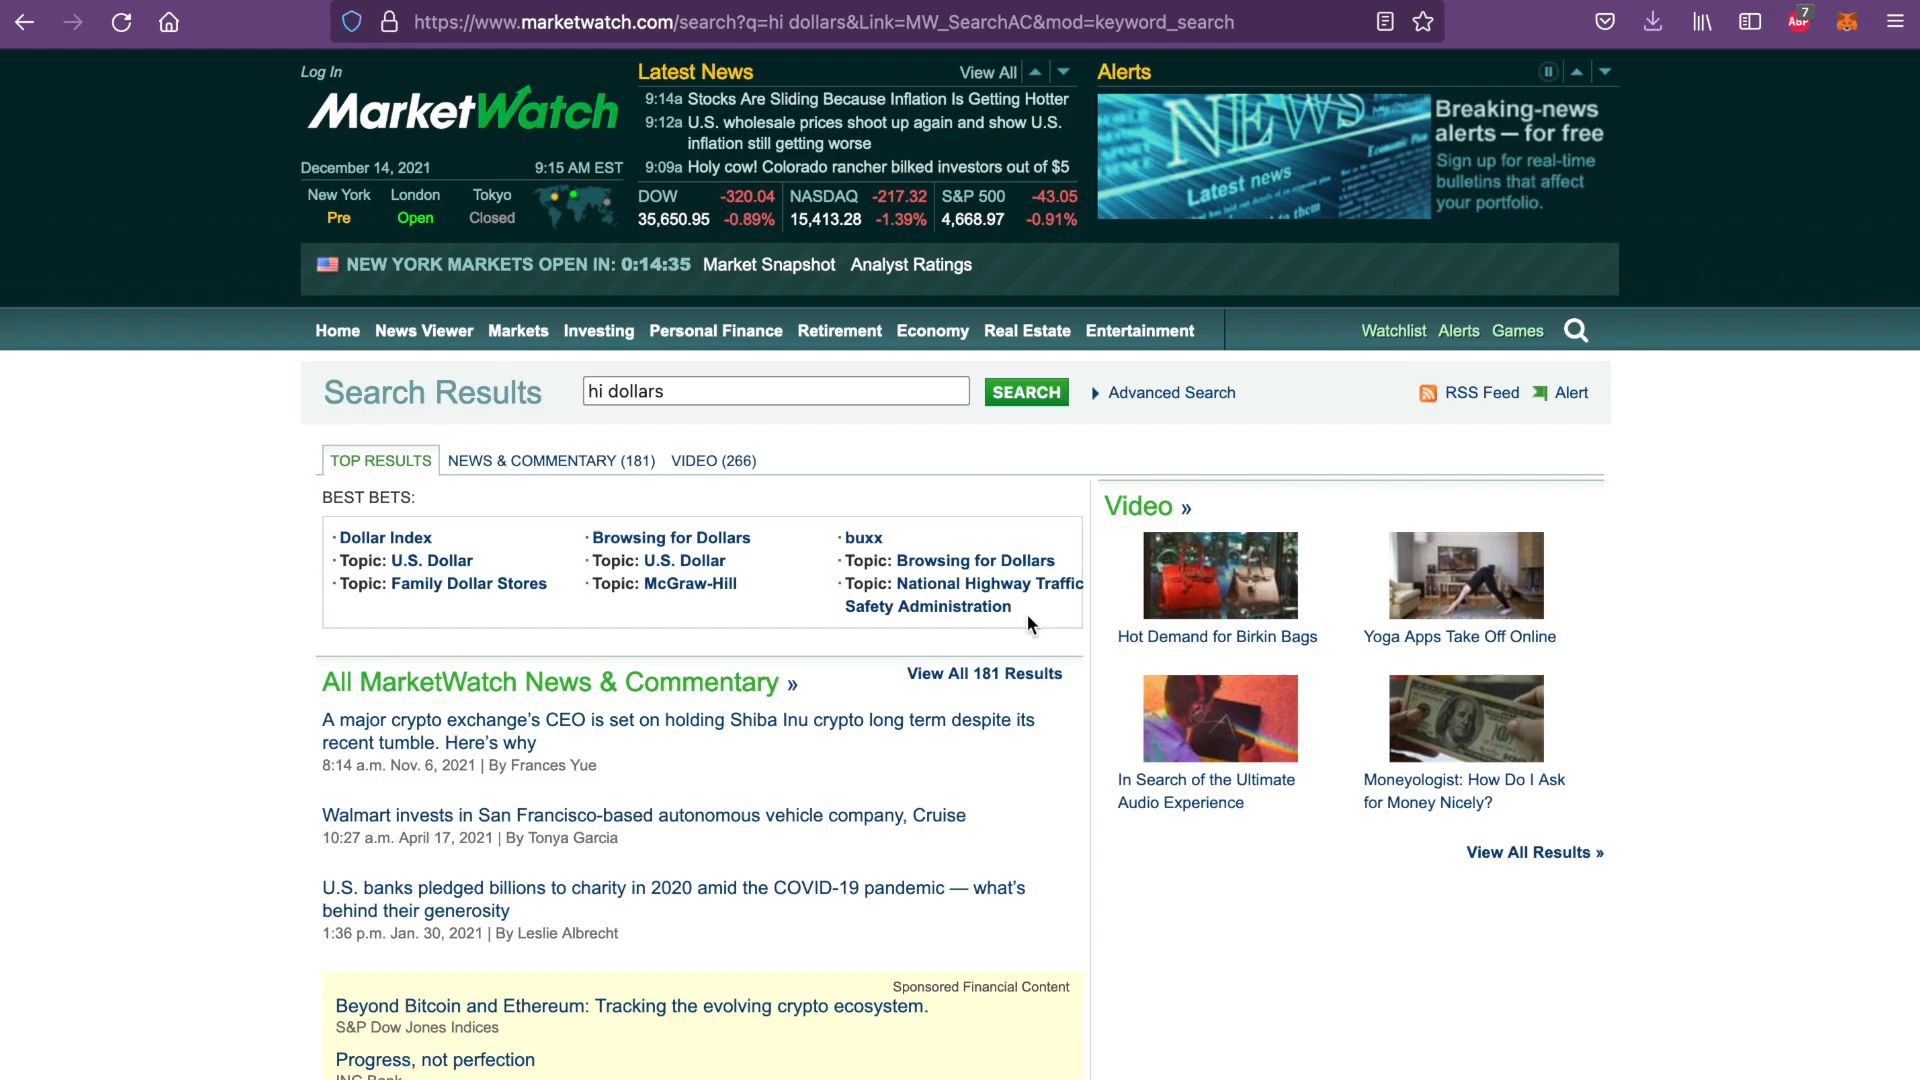 https://www.marketwatch.com/search?q=hi dollars&Link=MW_SearchAC&mod=keyword_search
7
ABP
Log In
MarketWatch
December 14, 2021 9:15 AM EST
New York London Tokyo
Pre Open Closed
Latest News View All
9:14a Stocks Are Sliding Because Inflation Is Getting Hotter
9:12a U.S. wholesale prices shoot up again and show U.S.
inflation still getting worse
9:09a Holy cow! Colorado rancher bilked investors out of $5
DOW -320.04 NASDAQ -217.32 S&P 500 -43.05
35,650.95 -0.89% 15,413.28 -1.39% 4,668.97 -0.91%
Alerts
NEWS
Latest news
Economic
Breaking-news
alerts — for free
Sign up for real-time
bulletins that affect
your portfolio.
NEW YORK MARKETS OPEN IN: 0:14:35 Market Snapshot Analyst Ratings
Home News Viewer Markets Investing Personal Finance Retirement Economy Real Estate Entertainment Watchlist Alerts Games
Search Results hi dollars SEARCH Advanced Search RSS Feed Alert
TOP RESULTS NEWS & COMMENTARY (181) VIDEO (266)
BEST BETS:
· Dollar Index · Browsing for Dollars · buxx
· Topic: U.S. Dollar · Topic: U.S. Dollar · Topic: Browsing for Dollars
· Topic: Family Dollar Stores · Topic: McGraw-Hill · Topic: National Highway Traffic
Safety Administration
All MarketWatch News & Commentary » View All 181 Results
A major crypto exchange's CEO is set on holding Shiba Inu crypto long term despite its
recent tumble. Here's why
8:14 a.m. Nov. 6, 2021 | By Frances Yue
Walmart invests in San Francisco-based autonomous vehicle company, Cruise
10:27 a.m. April 17, 2021 | By Tonya Garcia
U.S. banks pledged billions to charity in 2020 amid the COVID-19 pandemic — what's
behind their generosity
1:36 p.m. Jan. 30, 2021 | By Leslie Albrecht
Sponsored Financial Content
Beyond Bitcoin and Ethereum: Tracking the evolving crypto ecosystem.
S&P Dow Jones Indices
Progress, not perfection
ING Bank
Video »
Hot Demand for Birkin Bags
Yoga Apps Take Off Online
In Search of the Ultimate
Audio Experience
Moneyologist: How Do I Ask
for Money Nicely?
View All Results »